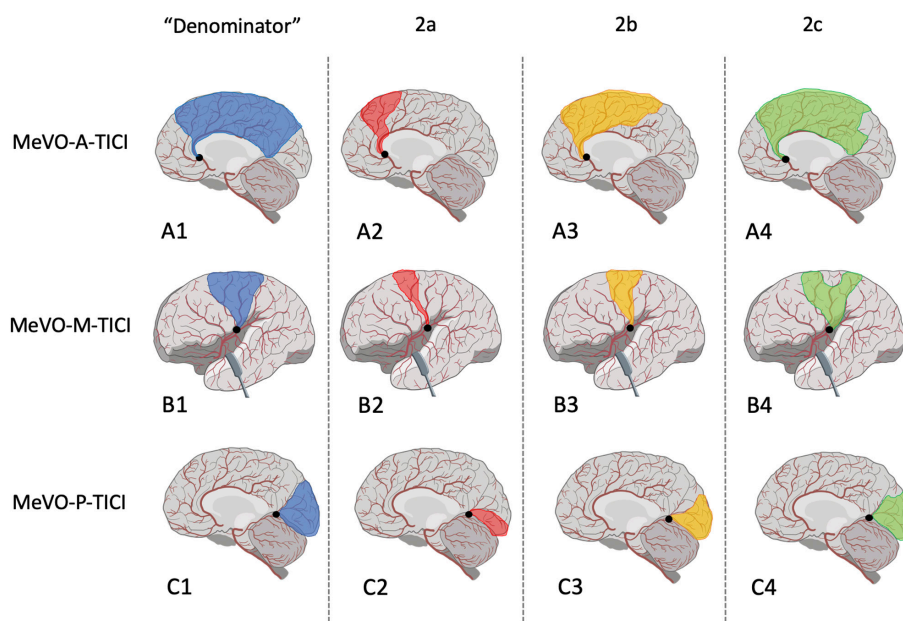 “Denominator” 2a 2b 2c
MeVO-A-TICI
A1 A2 A3 A4
MeVO-M-TICI
B1 B2 B3 B4
MeVO-P-TICI
C1 C2 C3 C4